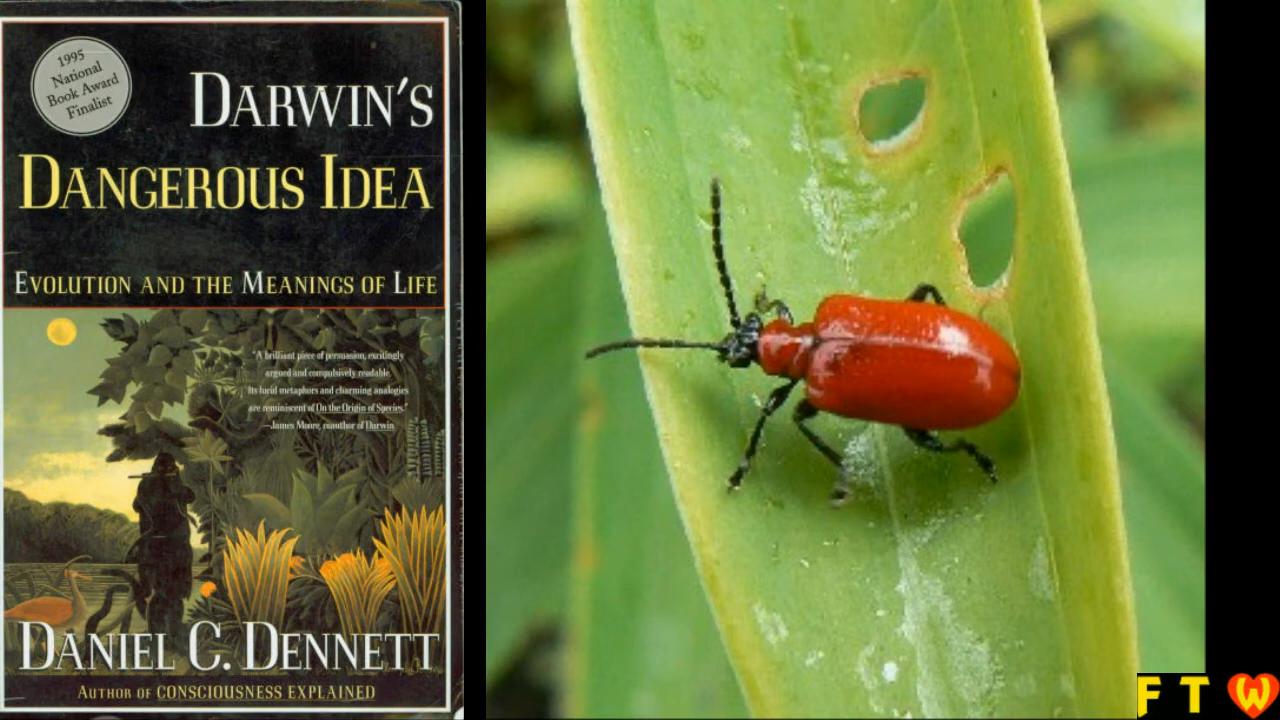 1995
National
Book Award
Finalist
DARWIN'S
DANGEROUS IDEA
EVOLUTION AND THE MEANINGS OF LIFE
"A brilliant piece of persuasion, excitingly
argued and compulsively readable.
Its lucid metaphors and charming analogies
are reminiscent of On the Origin of Species."
—James Moore, coauthor of Darwin
DANIEL C. DENNETT
AUTHOR OF CONSCIOUSNESS EXPLAINED
F T W